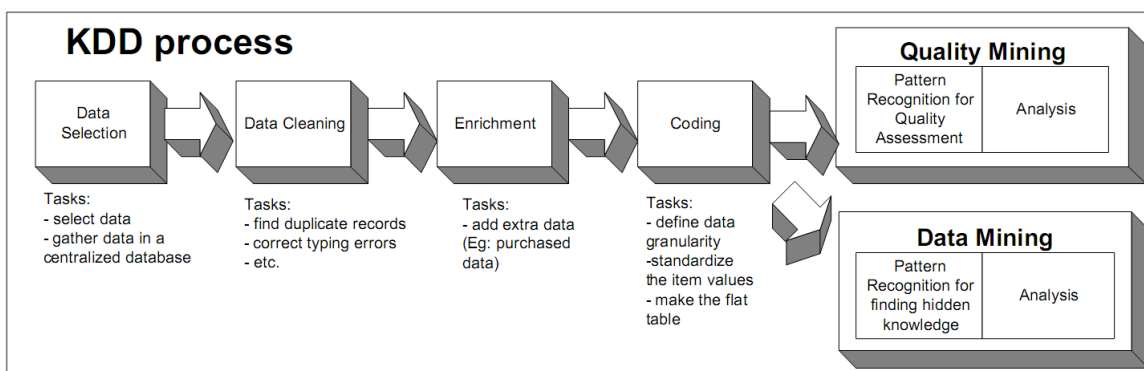 KDD process
Data
Selection
Tasks:
- select data
- gather data in a
centralized database
Data Cleaning
Tasks:
- find duplicate records
- correct typing errors
- etc.
Enrichment
Tasks:
- add extra data
(Eg: purchased
data)
Coding
Tasks:
- define data
granularity
-standardize
the item values
- make the flat
table
Quality Mining
Pattern
Recognition for
Quality
Assessment
Analysis
Data Mining
Pattern
Recognition for
finding hidden
knowledge
Analysis